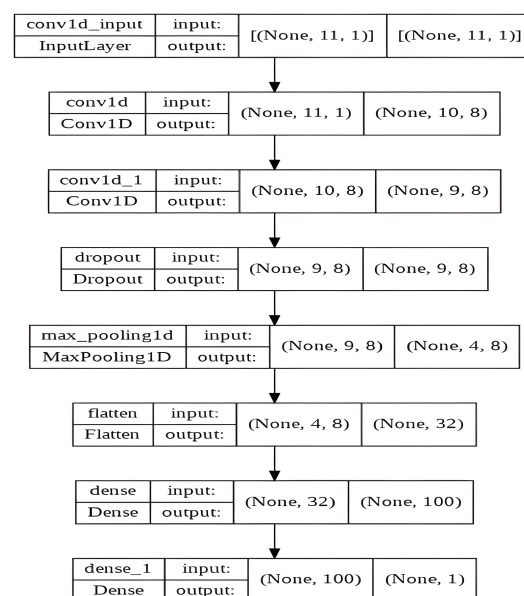 conv1d_input input: [(None, 11, 1)] [(None, 11, 1)]
InputLayer output:
conv1d input: (None, 11, 1) (None, 10, 8)
Conv1D output:
conv1d_1 input: (None, 10, 8) (None, 9, 8)
Conv1D output:
dropout input: (None, 9, 8) (None, 9, 8)
Dropout output:
max_pooling1d input: (None, 9, 8) (None, 4, 8)
MaxPooling1D output:
flatten input: (None, 4, 8) (None, 32)
Flatten output:
dense input: (None, 32) (None, 100)
Dense output:
dense_1 input: (None, 100) (None, 1)
Dense output: